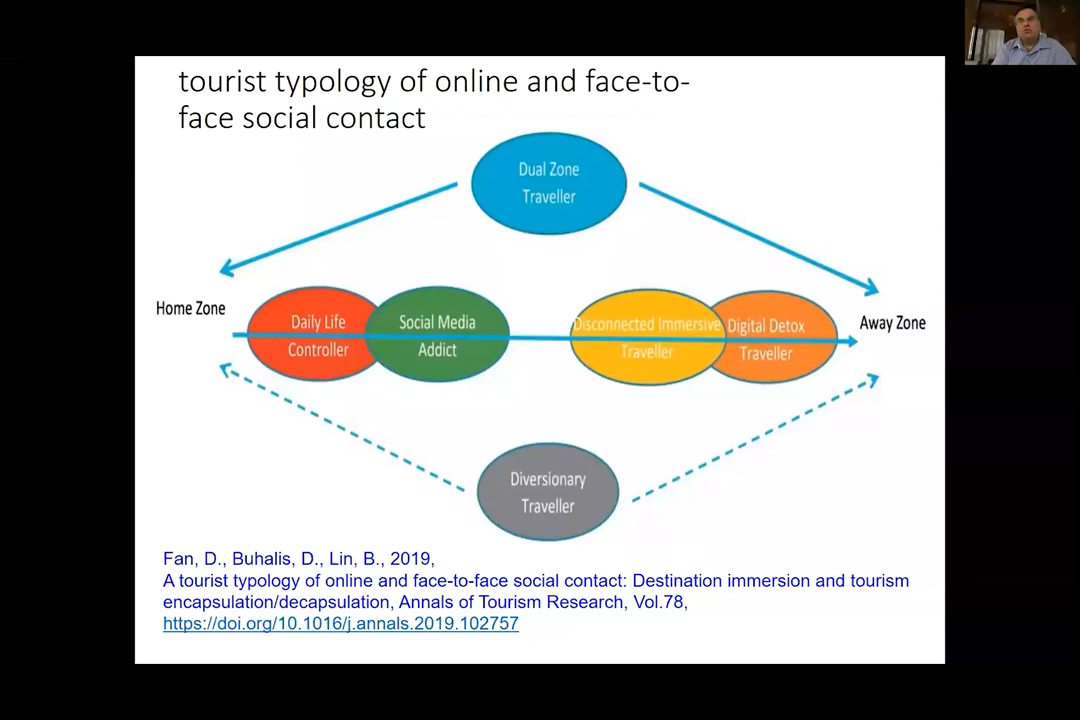 tourist typology of online and face-to-
face social contact
Dual Zone
Traveller
Home Zone
Daily Life
Controller
Social Media
Addict
Disconnected Immersive
Traveller
Digital Detox
Traveller
Away Zone
Diversionary
Traveller
Fan, D., Buhalis, D., Lin, B., 2019,
A tourist typology of online and face-to-face social contact: Destination immersion and tourism
encapsulation/decapsulation, Annals of Tourism Research, Vol.78,
https://doi.org/10.1016/j.annals.2019.102757